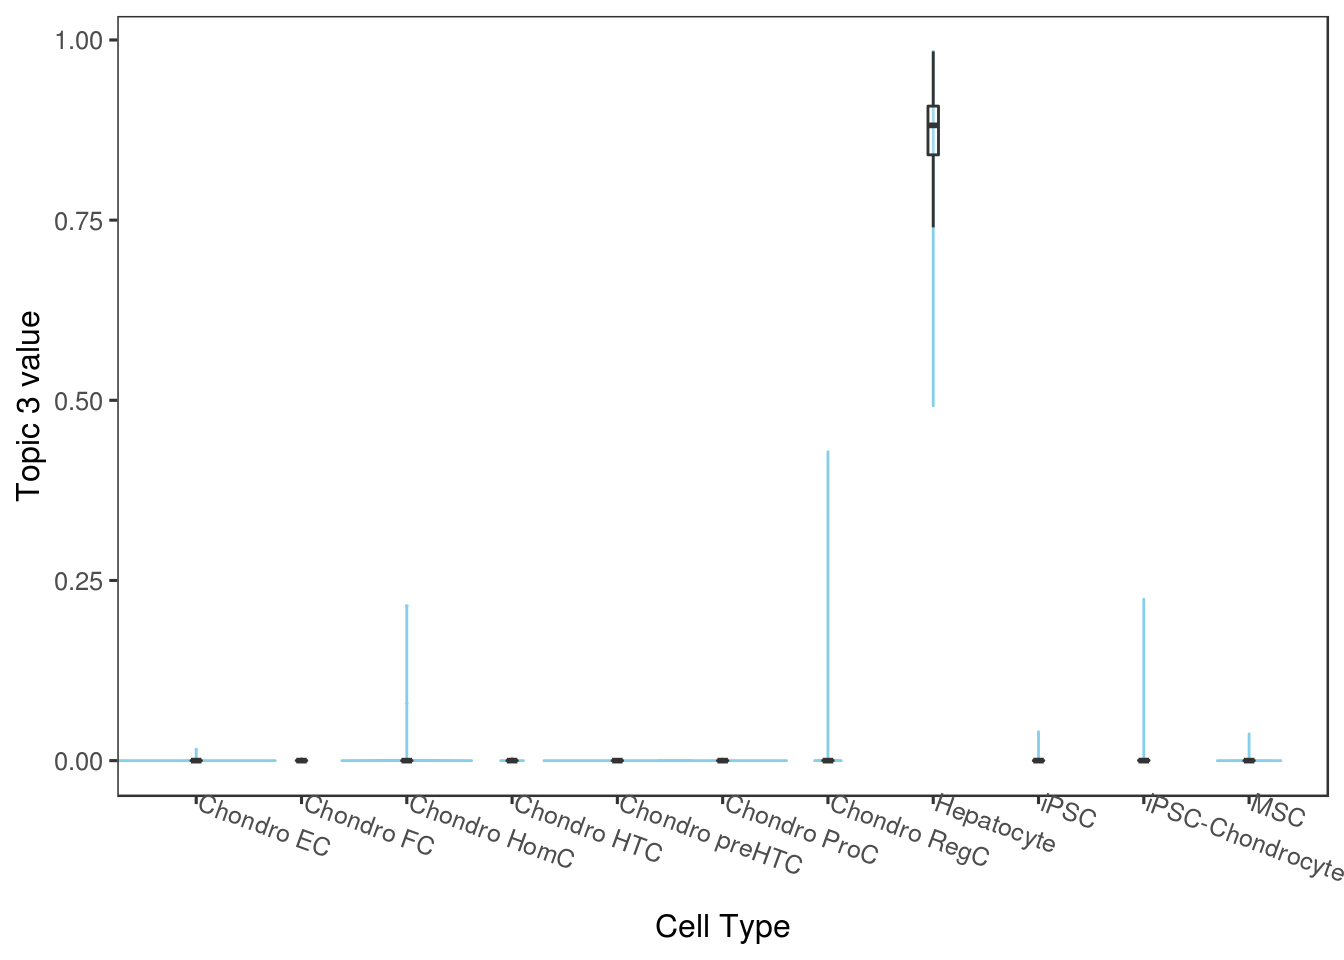 1.00
0.75
0.50
0.25
0.00
Topic 3 value
Chondro EC
Chondro FC
Chondro HomC
Chondro HTC
Chondro preHTC
Chondro ProC
Chondro RegC
Hepatocyte
iPSC
iPSC-Chondrocyte
MSC
Cell Type